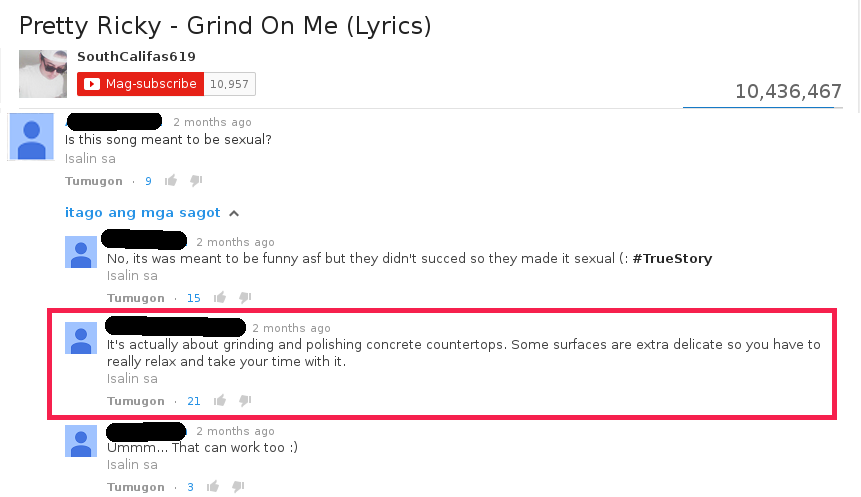 Pretty Ricky - Grind On Me (Lyrics)
SouthCalifas619
Mag-subscribe 10,957
10,436,467
2 months ago
Is this song meant to be sexual?
Isalin sa
Tumugon · 9
itago ang mga sagot
2 months ago
No, its was meant to be funny asf but they didn't succed so they made it sexual (: #TrueStory
Isalin sa
Tumugon · 15
2 months ago
It's actually about grinding and polishing concrete countertops. Some surfaces are extra delicate so you have to
really relax and take your time with it.
Isalin sa
Tumugon · 21
2 months ago
Ummm... That can work too :)
Isalin sa
Tumugon · 3